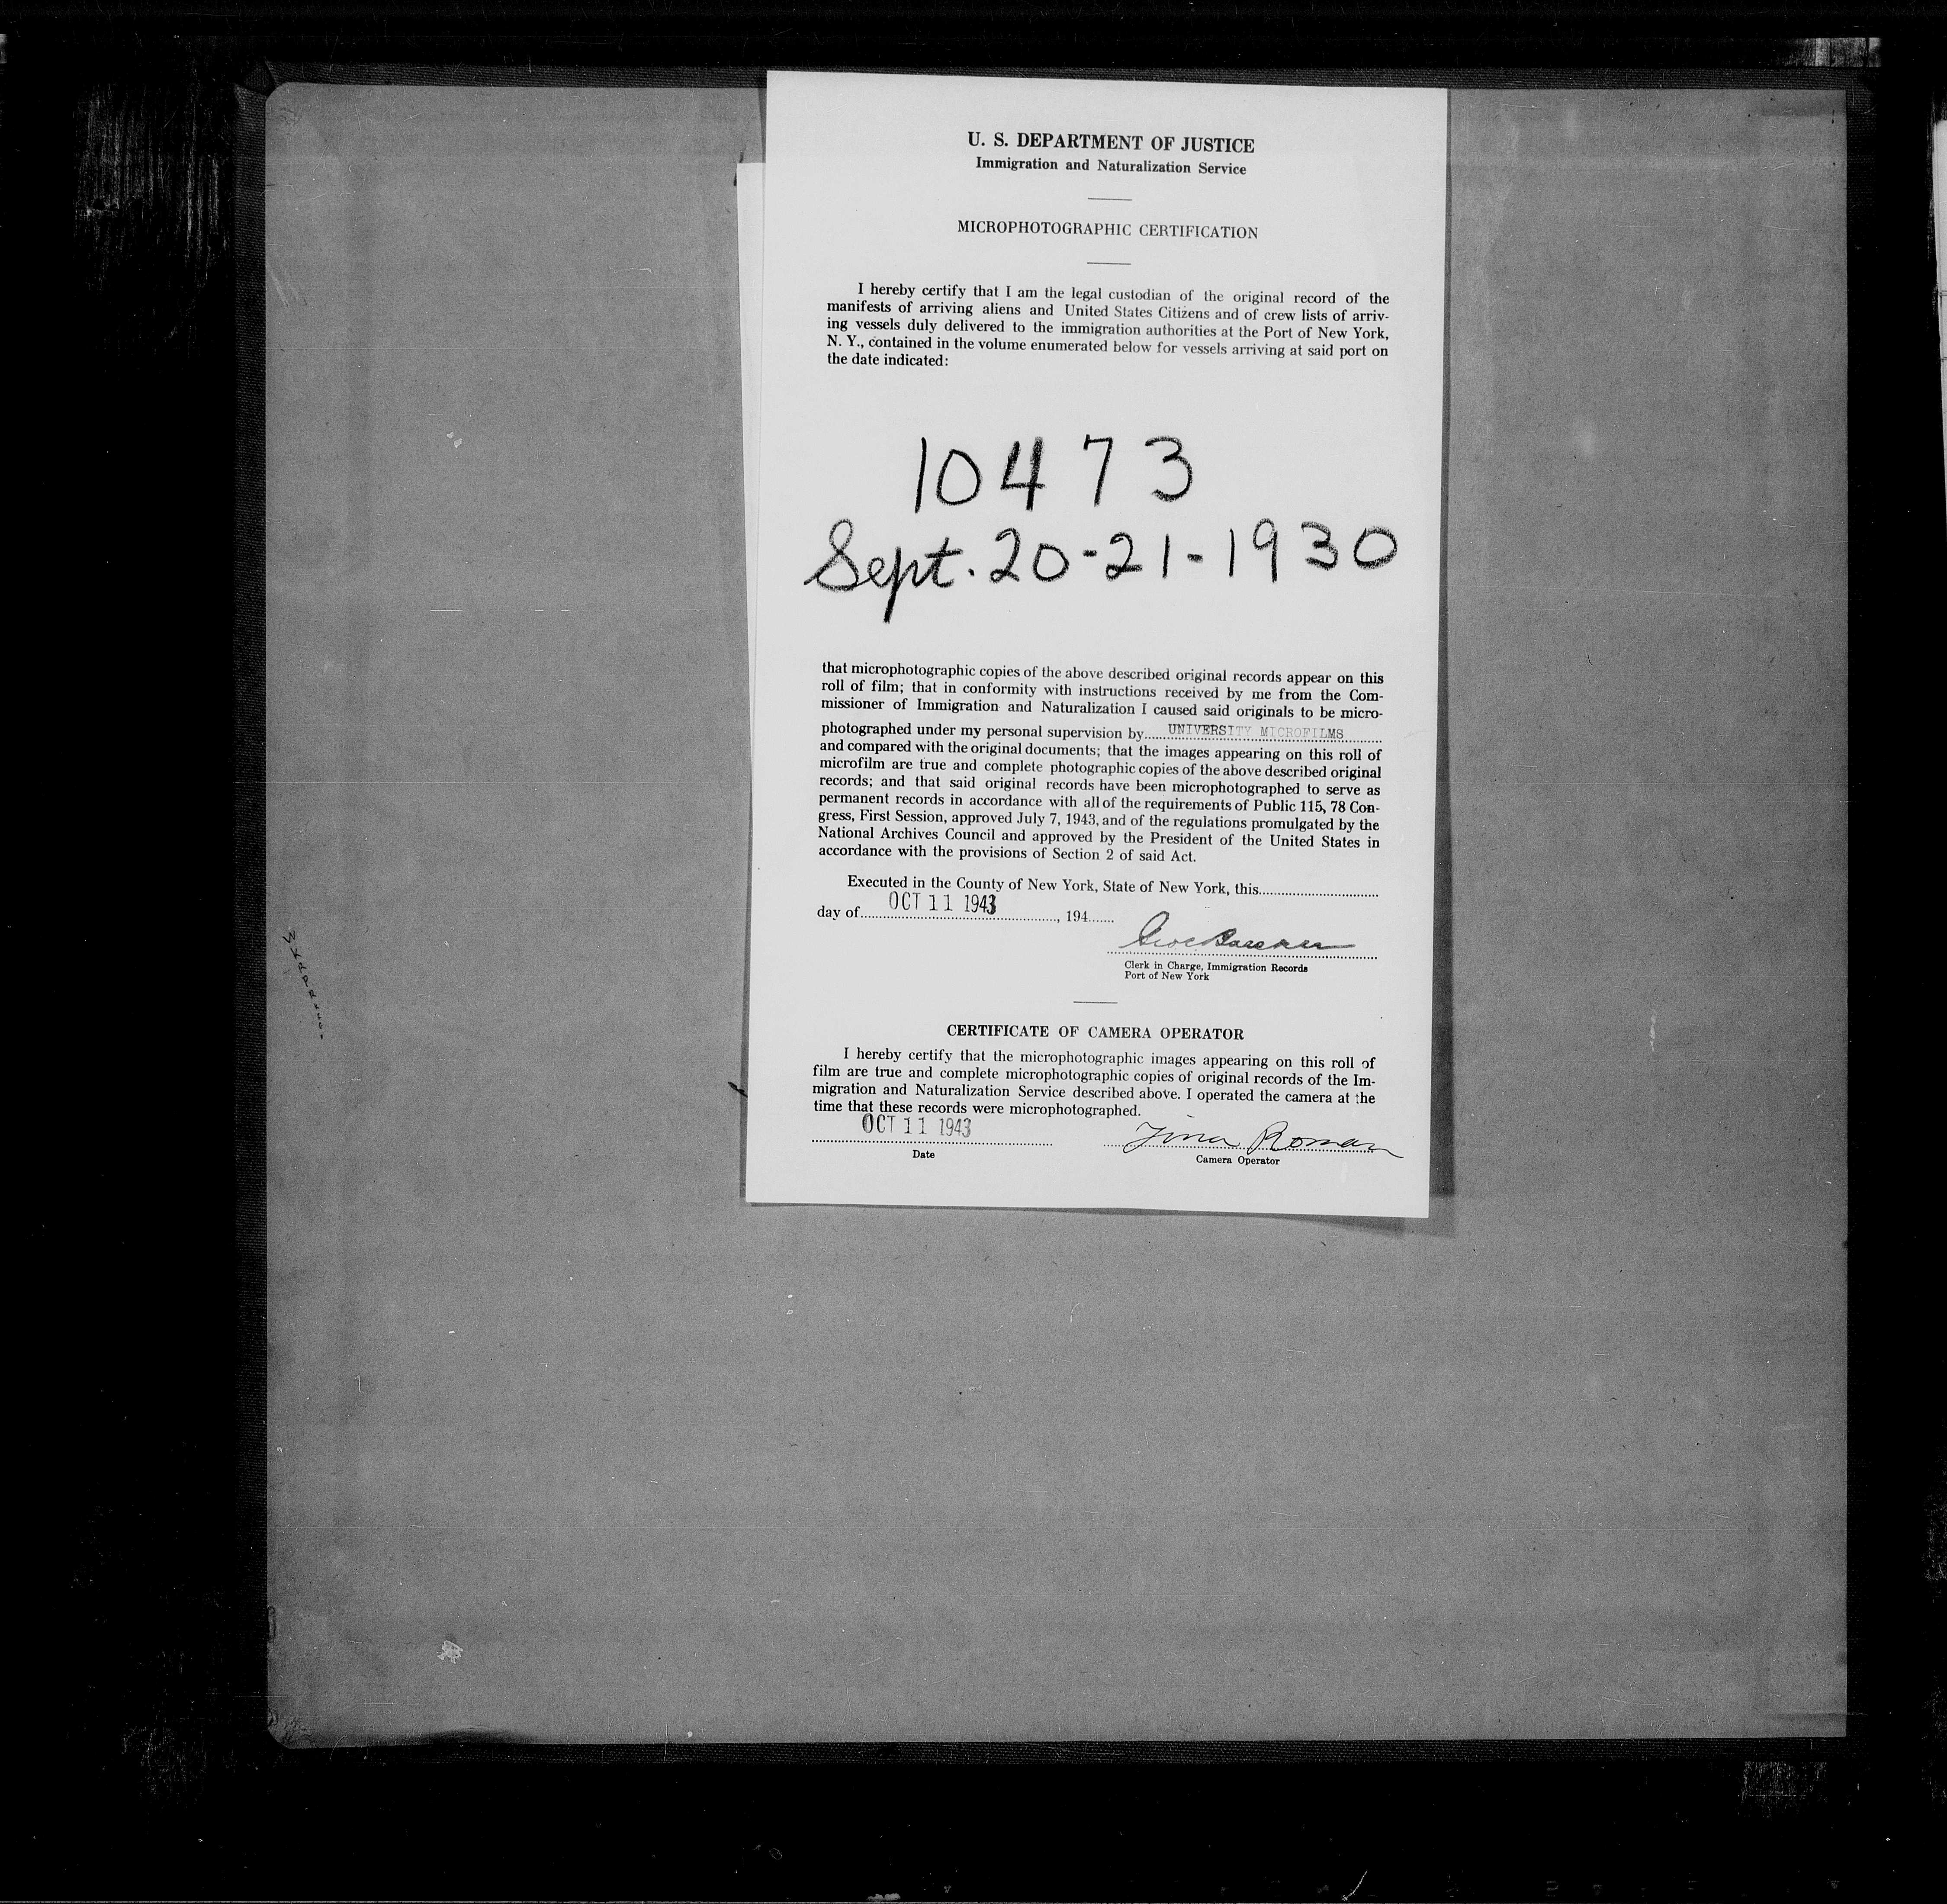 U. S. DEPARTMENT OF JUSTICE
Immigration and Naturalization Service
MICROPHOTOGRAPHIC CERTIFICATION
I hereby certify that I am the legal custodian of the original record of the
manifests of arriving aliens and United States Citizens and of crew lists of arriv-
ing vessels duly delivered to the immigration authorities at the Port of New York,
N. Y., contained in the volume enumerated below for vessels arriving at said port on
the date indicated:
10473
Sept. 20-21-1930
that microphotographic copies of the above described original records appear on this
roll of film; that in conformity with instructions received by me from the Com-
missioner of Immigration and Naturalization I caused said originals to be micro-
photographed under my personal supervision by UNIVERSITY MICROFILMS
and compared with the original documents; that the images appearing on this roll of
microfilm are true and complete photographic copies of the above described original
records; and that said original records have been microphotographed to serve as
permanent records in accordance with all of the requirements of Public 115, 78 Con-
gress, First Session, approved July 7, 1943, and of the regulations promulgated by the
National Archives Council and approved by the President of the United States in
accordance with the provisions of Section 2 of said Act.
Executed in the County of New York, State of New York, this
day of OCT 11 1943, 194
Clerk in Charge, Immigration Records
Port of New York
CERTIFICATE OF CAMERA OPERATOR
I hereby certify that the microphotographic images appearing on this roll of
film are true and complete microphotographic copies of original records of the Im-
migration and Naturalization Service described above. I operated the camera at the
time that these records were microphotographed.
OCT 11 1943 Roman
Date
Camera Operator